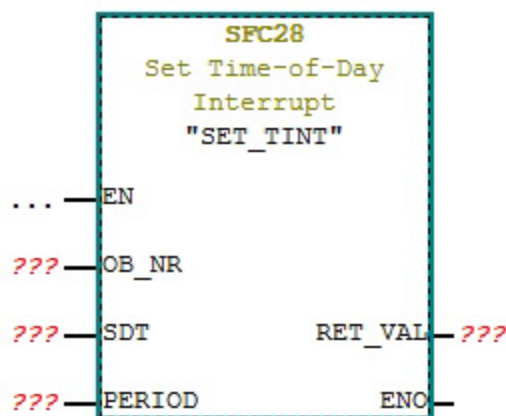 SFC28
Set Time-of-Day
Interrupt
"SET_TINT"
... EN
??? OB_NR
??? SDT RET_VAL ???
??? PERIOD ENO